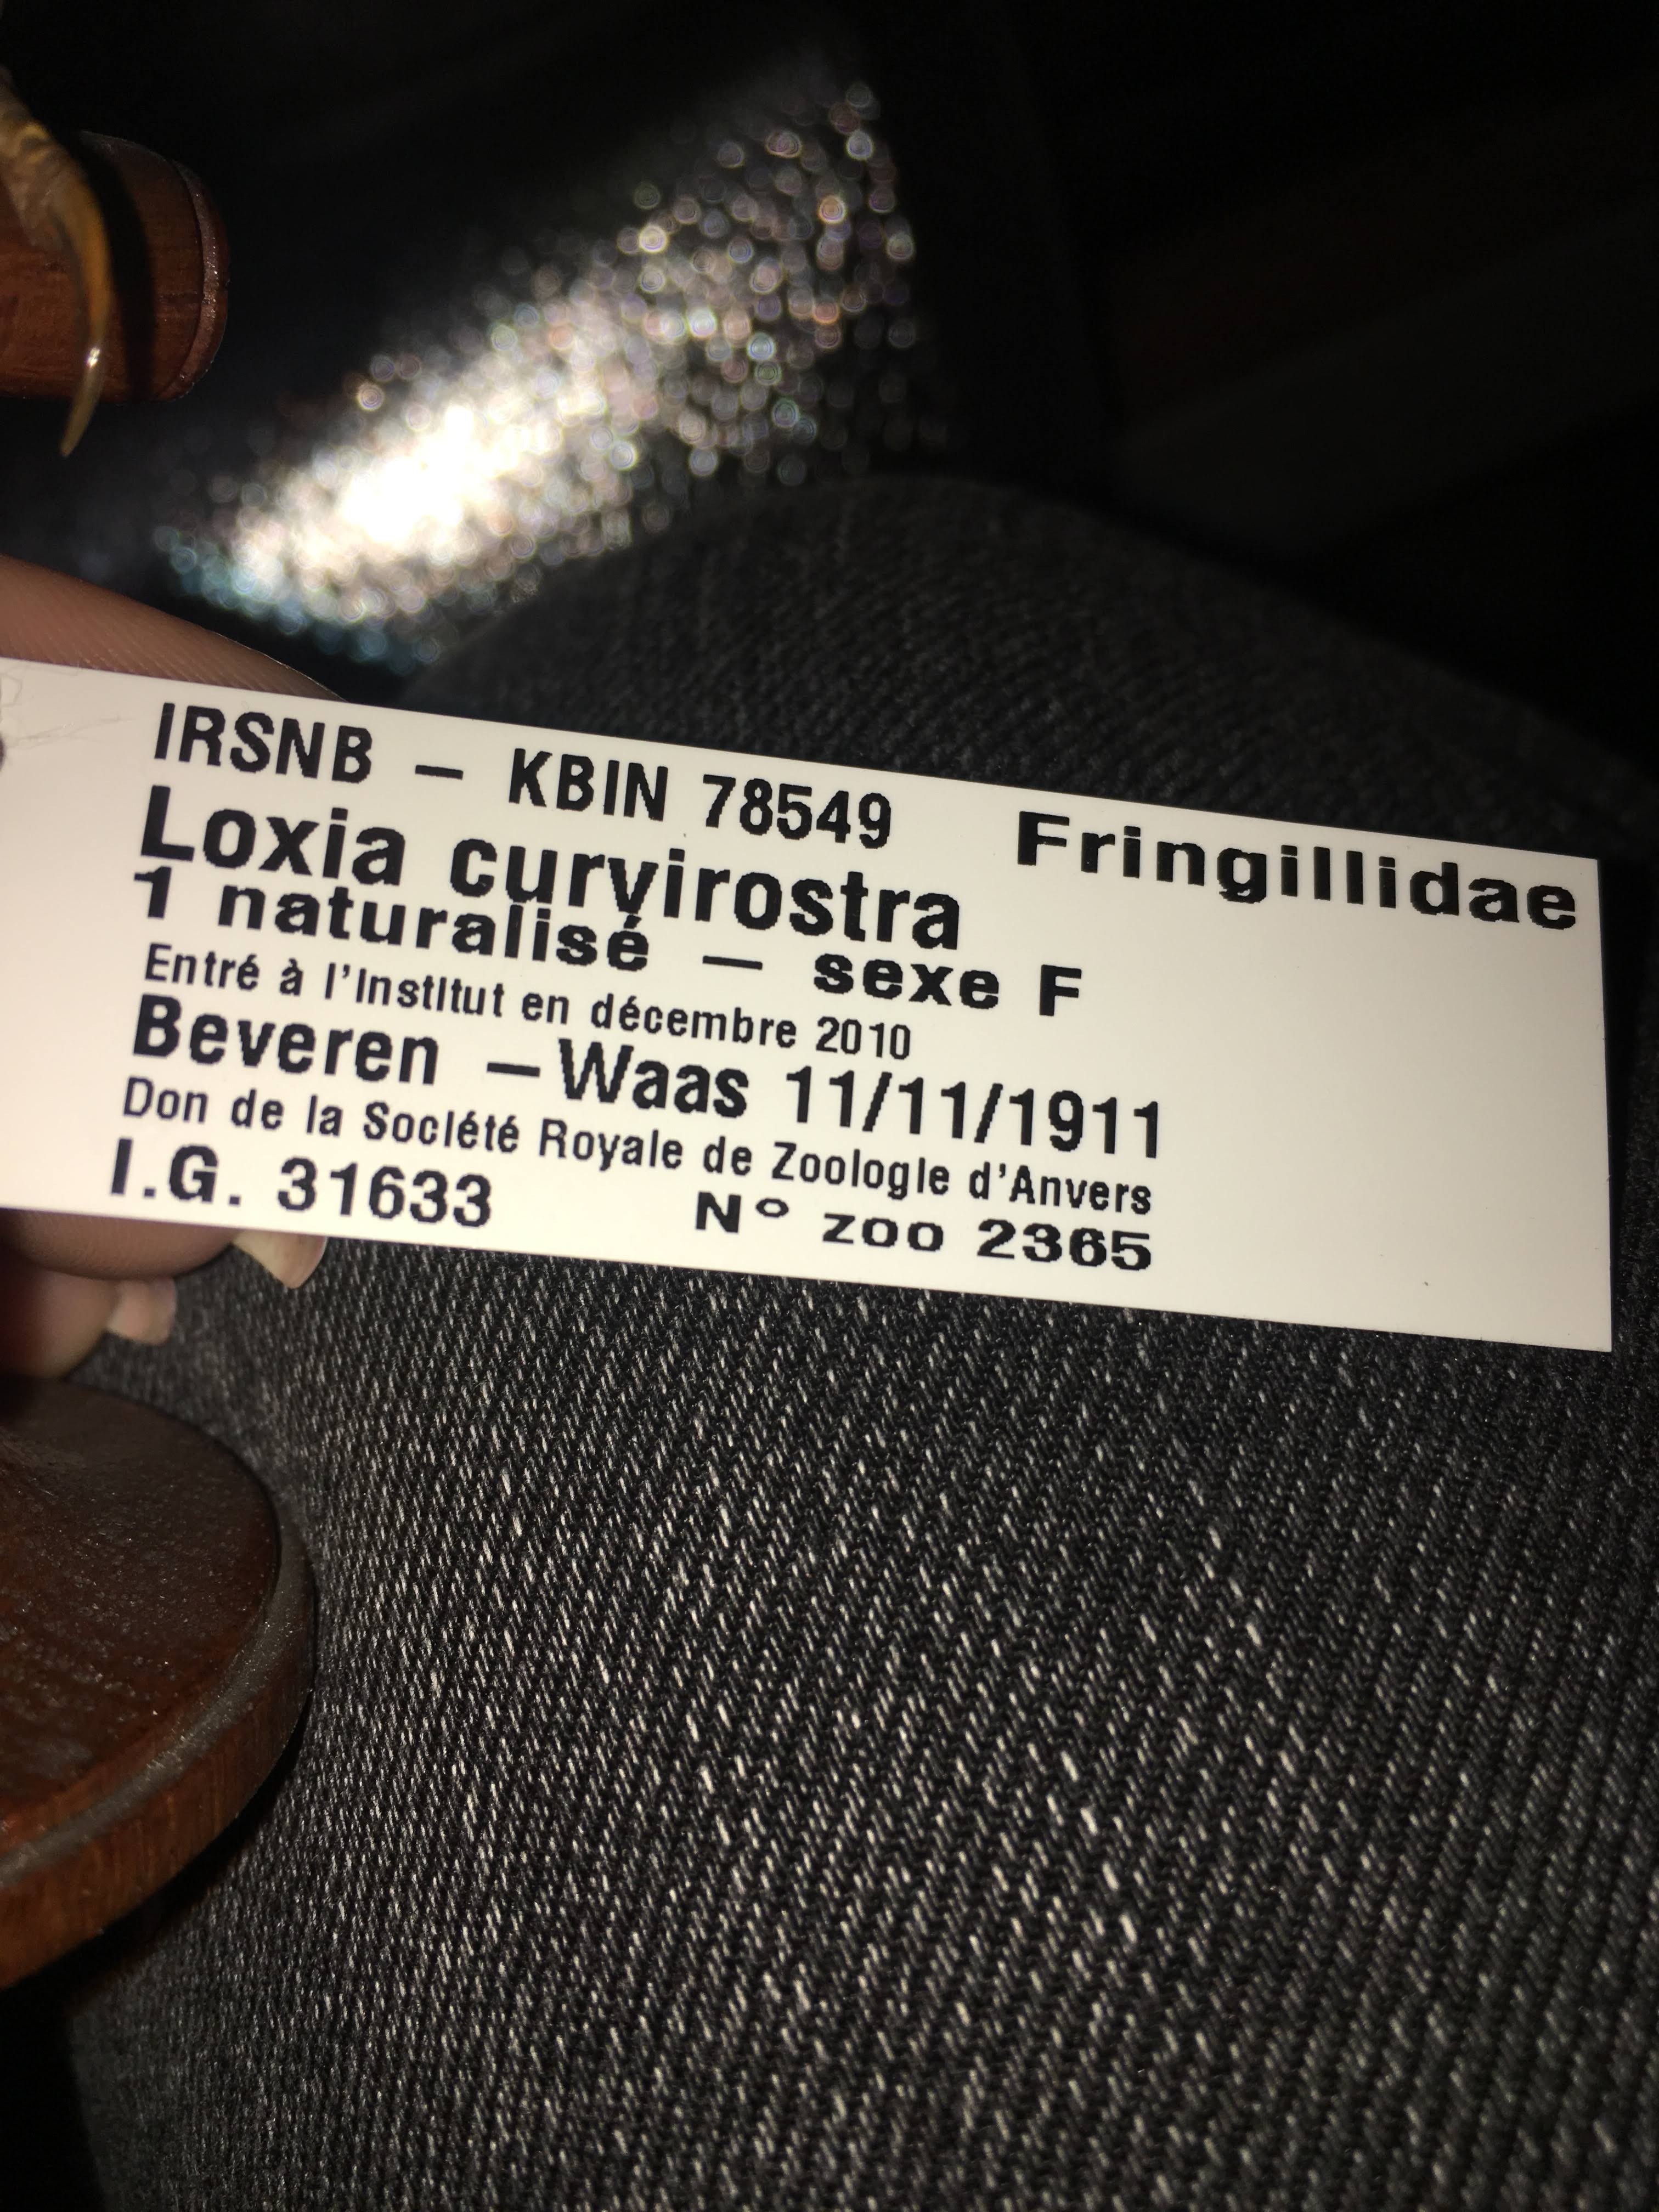 IRSNB – KBIN 78549 Fringillidae
Loxia curvirostra
1 naturalisé – sexe F
Entré à l'Institut en décembre 2010
Beveren –Waas 11/11/1911
Don de la Société Royale de Zoologie d'Anvers
I.G. 31633 N° zoo 2365